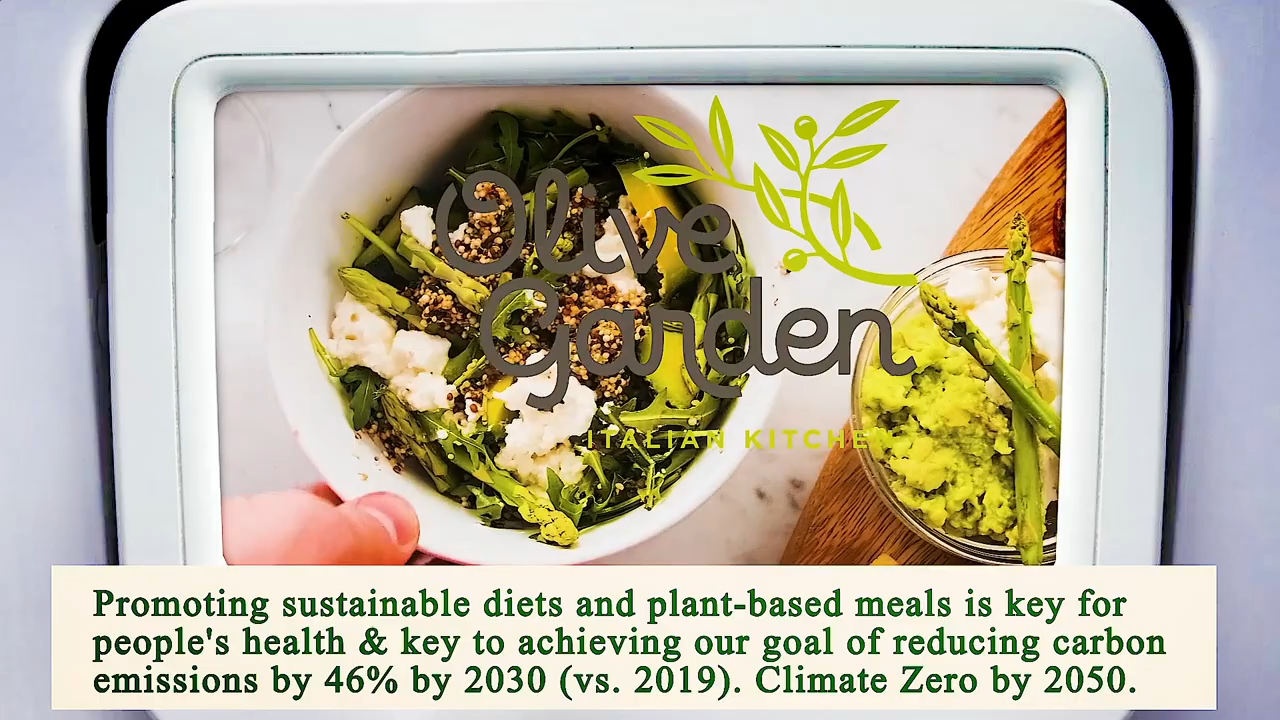 Olive
Garden
ITALIAN KITCHEN
Promoting sustainable diets and plant-based meals is key for
people's health & key to achieving our goal of reducing carbon
emissions by 46% by 2030 (vs. 2019). Climate Zero by 2050.